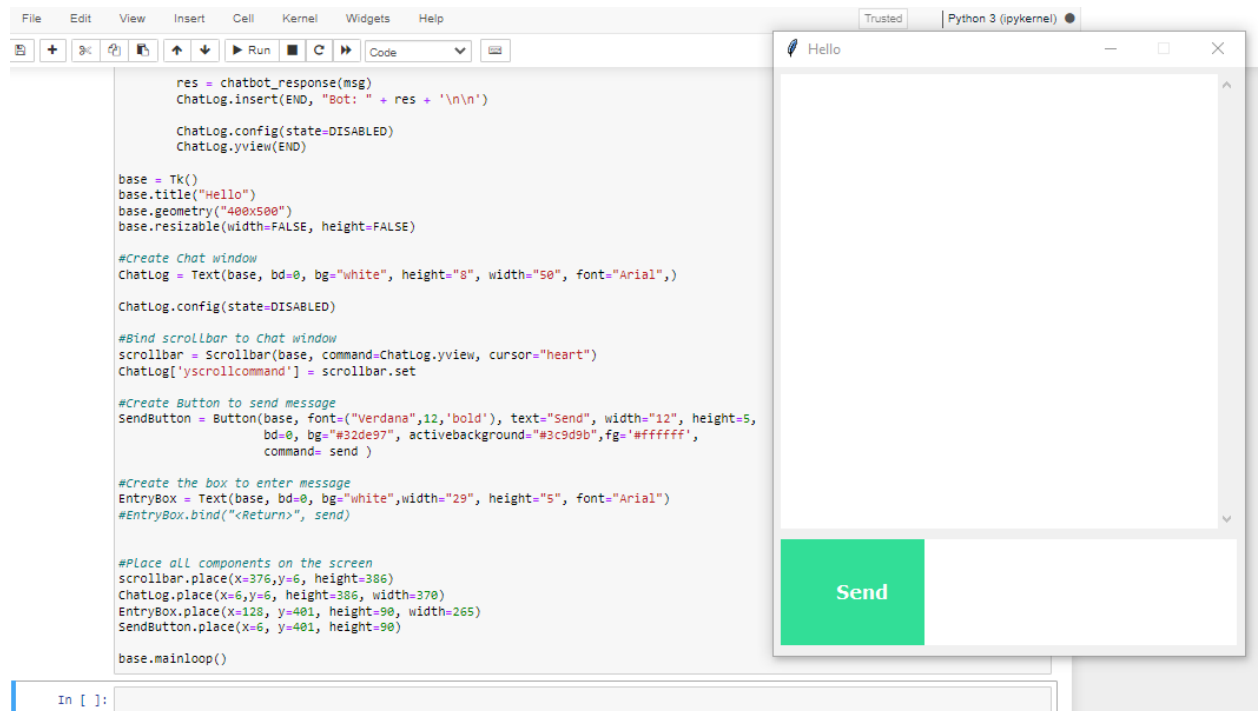 File Edit View Insert Cell Kernel Widgets Help
Trusted Python 3 (ipykernel)
Run Code
res = chatbot_response(msg)
ChatLog.insert(END, "Bot: " + res + '\n\n')
ChatLog.config(state=DISABLED)
ChatLog.yview(END)
base = Tk()
base.title("Hello")
base.geometry("400x500")
base.resizable(width=FALSE, height=FALSE)
#Create Chat window
ChatLog = Text(base, bd=0, bg="white", height="8", width="50", font="Arial",)
ChatLog.config(state=DISABLED)
#Bind scrollbar to Chat window
scrollbar = Scrollbar(base, command=ChatLog.yview, cursor="heart")
ChatLog['yscrollcommand'] = scrollbar.set
#Create Button to send message
SendButton = Button(base, font=("Verdana",12,'bold'), text="Send", width="12", height=5,
bd=0, bg="#32de97", activebackground="#3c9d9b",fg='#ffffff',
command= send )
#Create the box to enter message
EntryBox = Text(base, bd=0, bg="white",width="29", height="5", font="Arial")
#EntryBox.bind("<Return>", send)
#Place all components on the screen
scrollbar.place(x=376,y=6, height=386)
ChatLog.place(x=6,y=6, height=386, width=370)
EntryBox.place(x=128, y=401, height=90, width=265)
SendButton.place(x=6, y=401, height=90)
base.mainloop()
In [ ]:
Hello
Send